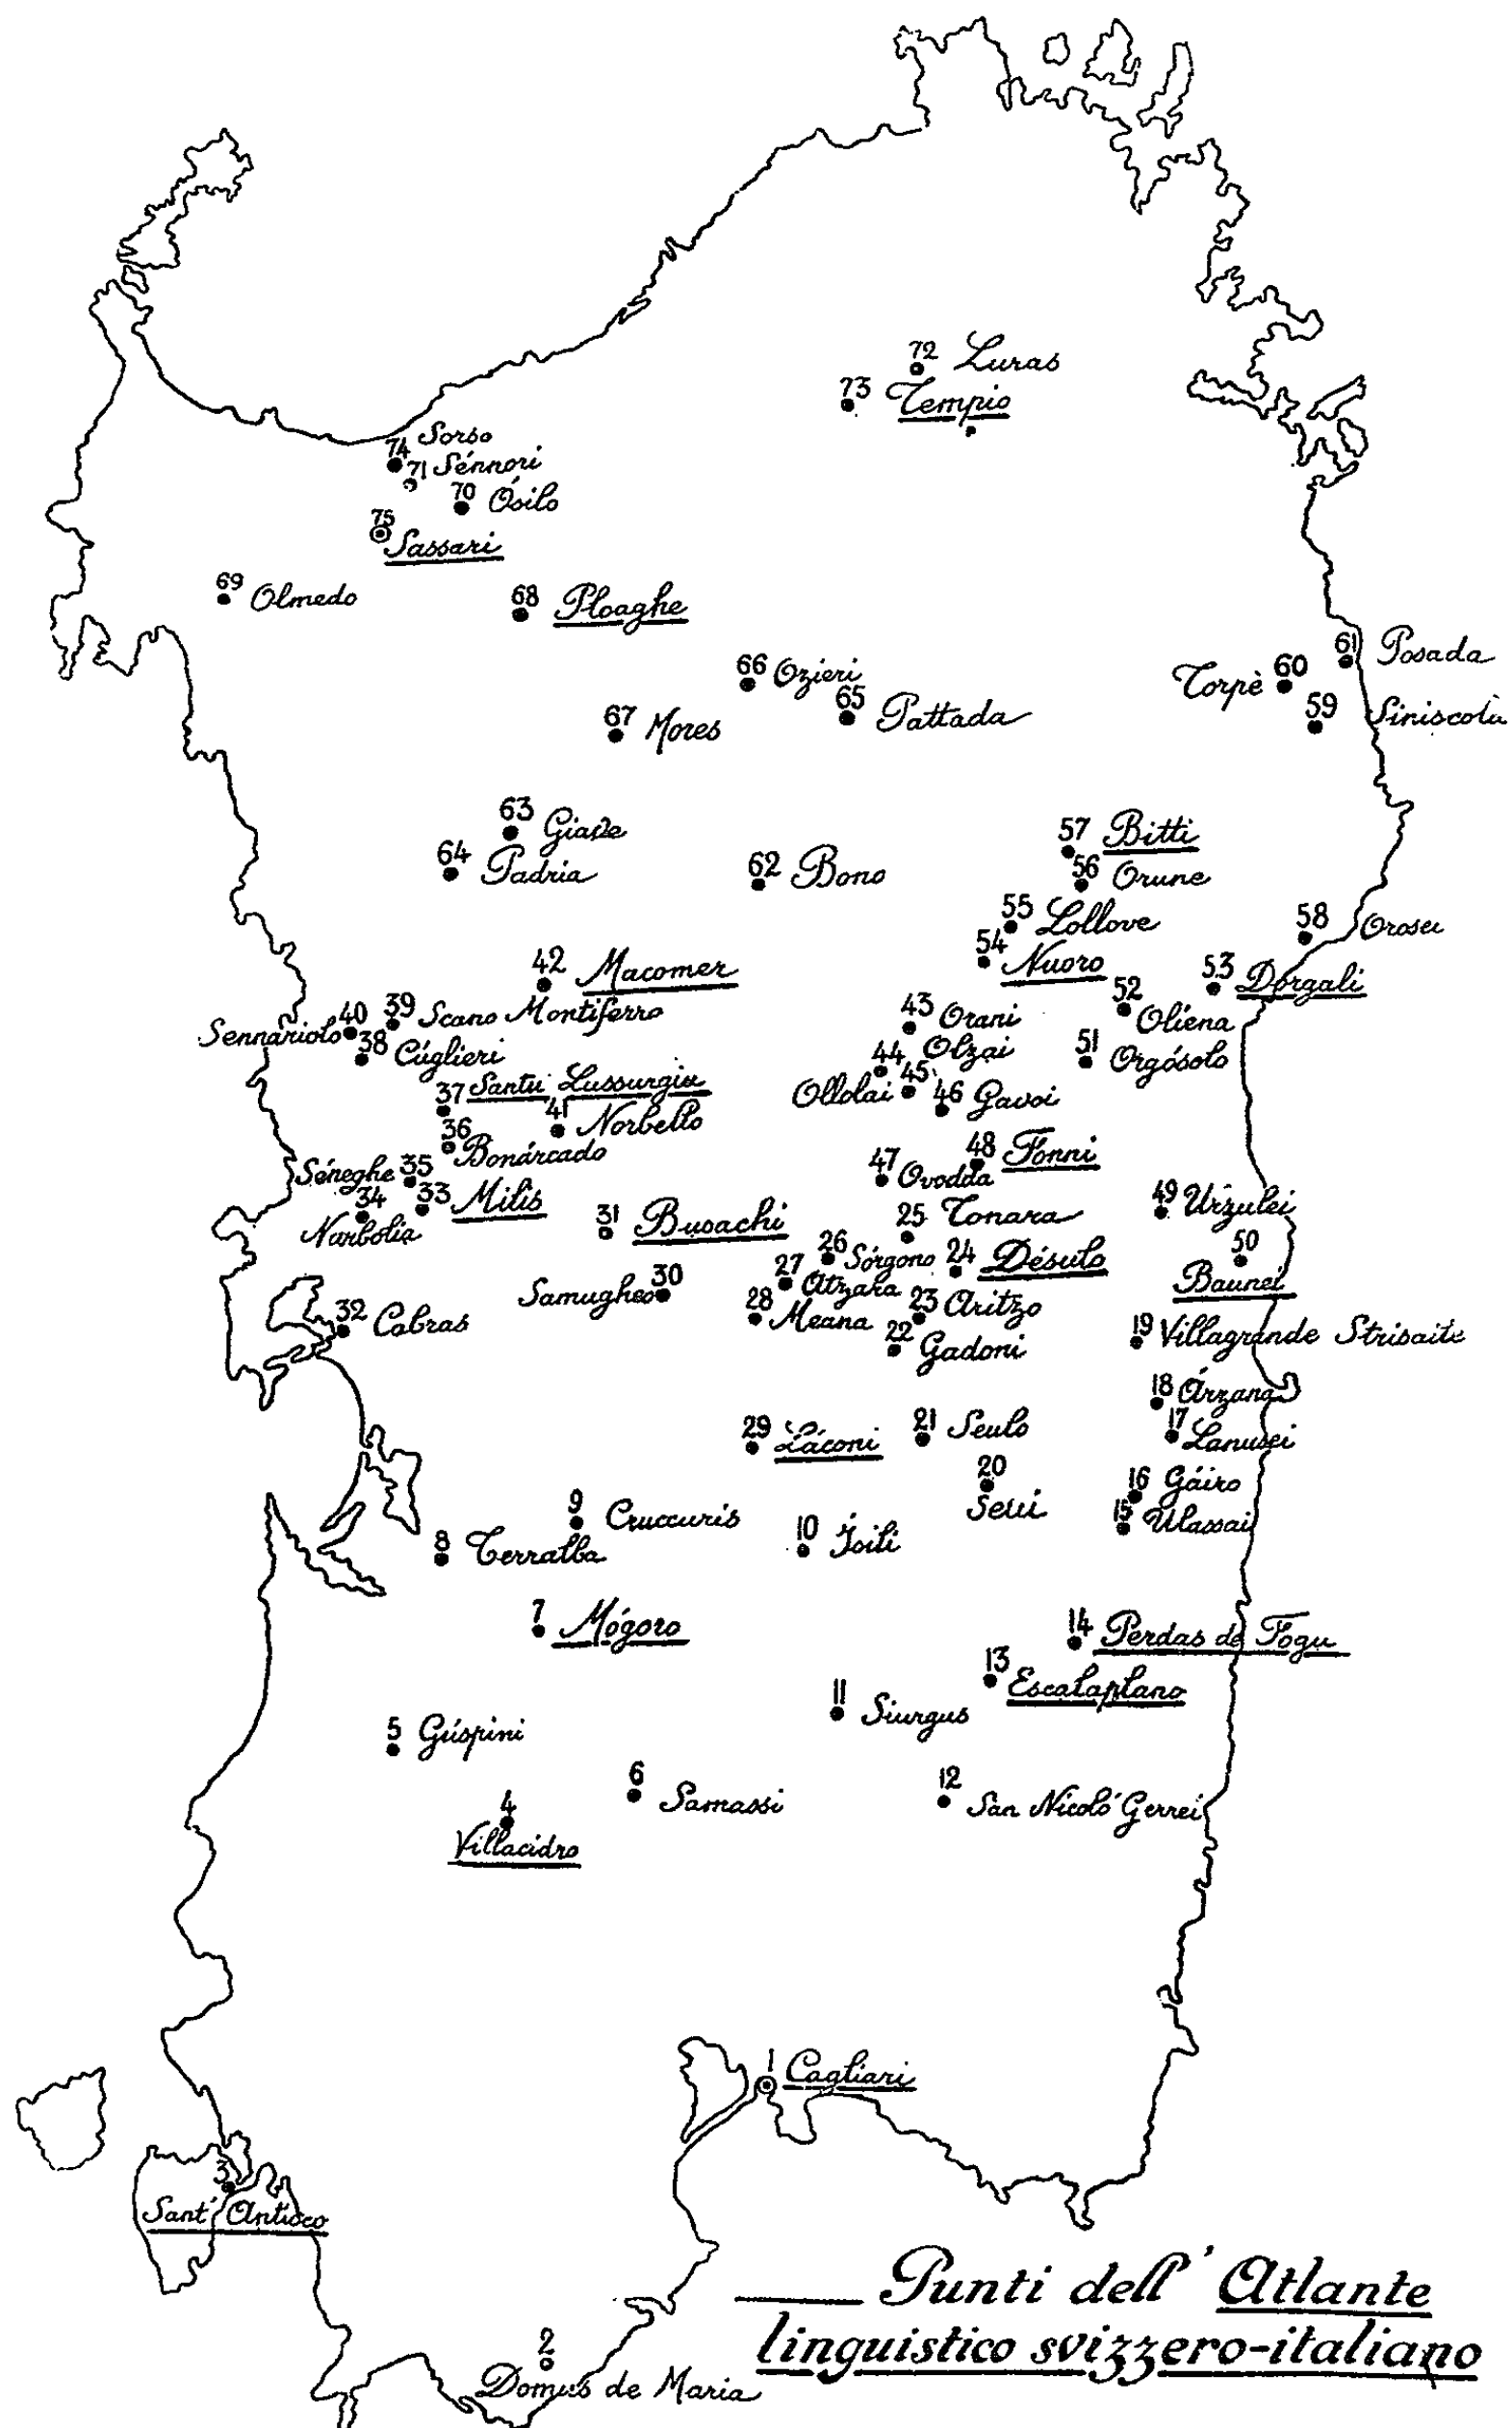 72 Luras
73 Tempio
74 Sorso
71 Sénnori
70 Ósilo
75 Sassari
69 Olmedo
68 Ploaghe
61 Posada
66 Ozieri
Torpè 60
65 Pattada
59 Siniscola
67 Mores
63 Giave
57 Bitti
64 Padria
62 Bono
56 Orune
55 Lollove
58 Orosei
54 Nuoro
42 Macomer
53 Dorgali
39 Scano Montiferro
43 Orani
52 Oliena
Sennariolo 40
38 Cúglieri
44 Olzai
51 Orgósolo
37 Santu Lussurgiu
Ollolai 45
46 Gavoi
41 Norbello
36 Bonárcado
48 Fonni
Séneghe 35
47 Ovodda
33 Milis
49 Urzulei
34
Narbolia
31 Busachi
25 Tonara
50
Baunei
26 Sórgono
24 Désulo
27 Atzara
Samugheo 30
28 Meana
23 Aritzo
32 Cabras
22 Gadoni
19 Villagrande Strisaile
18 Árzana
29 Láconi
21 Seulo
17 Lanusei
20
Seui
16 Gáiro
9 Cruccuris
15 Ulassai
10 Ísili
8 Terralba
7 Mógoro
14 Perdas de Fogu
13 Escalaplano
11 Siurgus
5 Gúspini
6 Samassi
12 San Nicoló Gerrei
4
Villacidro
1 Cagliari
3
Sant' Antioco
2
Domus de Maria
Punti dell' Atlante
linguistico svizzero-italiano